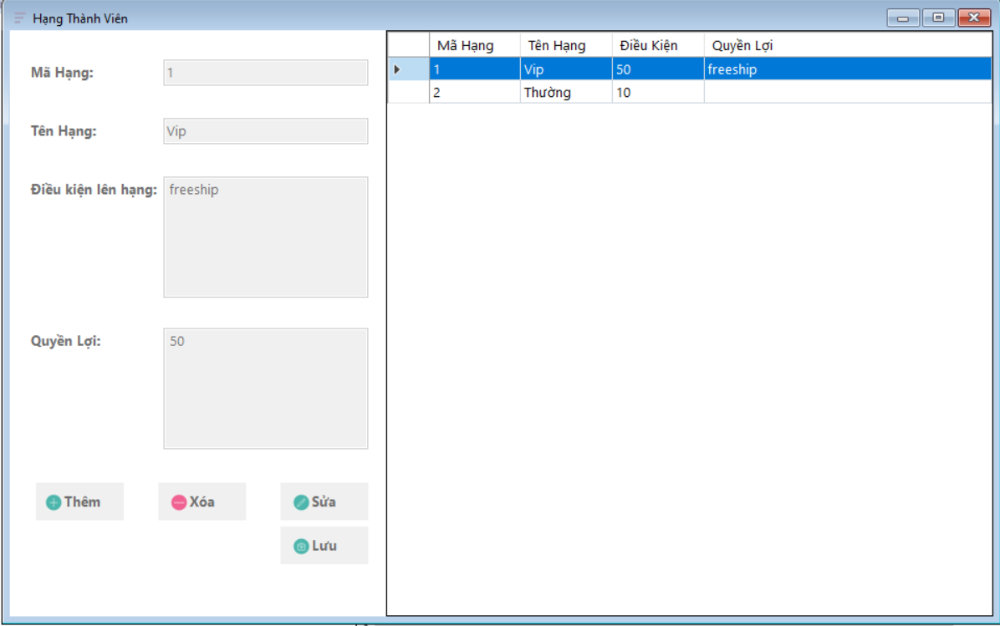 Hạng Thành Viên
Mã Hạng: 1
Tên Hạng: Vip
Điều kiện lên hạng: freeship
Quyền Lợi: 50
Thêm Xóa Sửa
Lưu
Mã Hạng Tên Hạng Điều Kiện Quyền Lợi
1 Vip 50 freeship
2 Thường 10